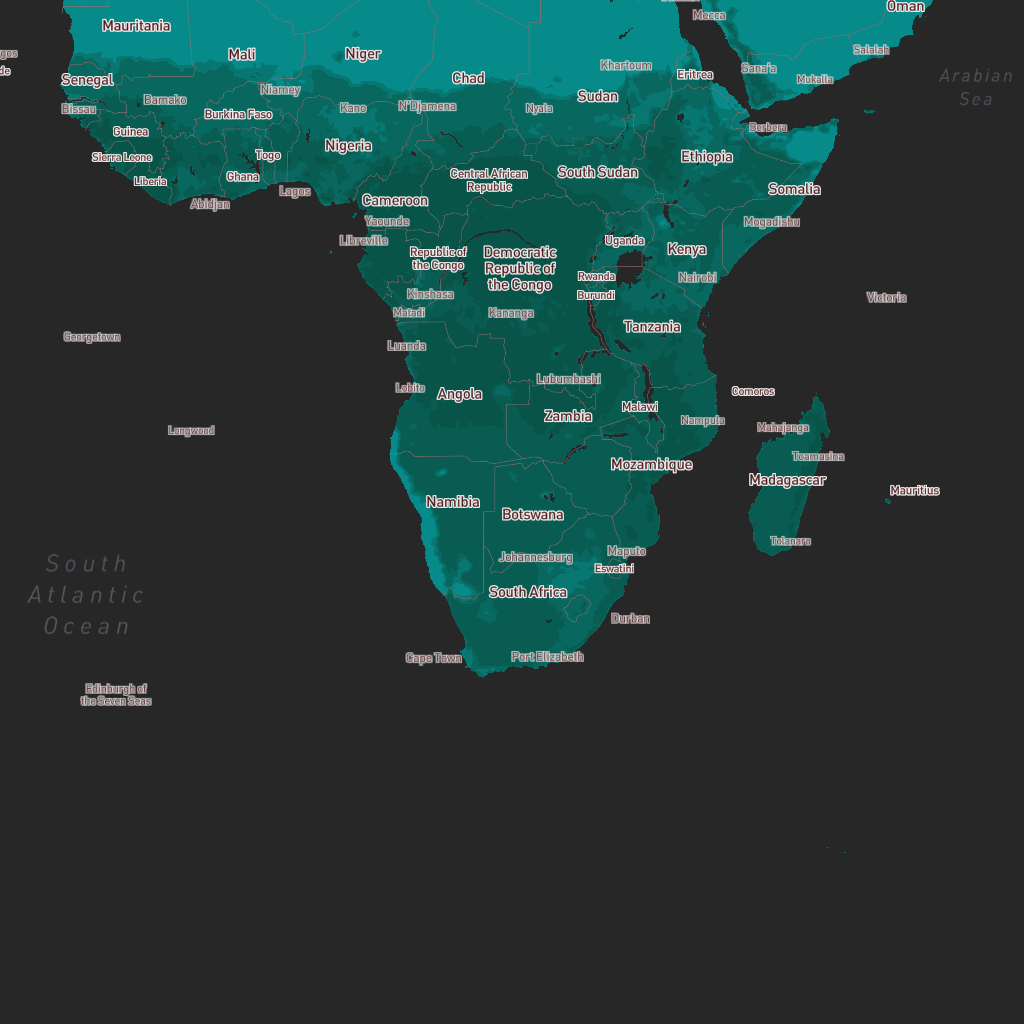 Oman
Mecca
Mauritania
Mali
Niger
Salalah
Khartoum
Sana'a
Eritrea
Mukalla
Arabian
Sea
Senegal
Chad
Niamey
Sudan
Bamako
Bissau
Kano
N'Djamena
Nyala
Burkina Faso
Berbera
Guinea
Nigeria
Sierra Leone
Togo
Ethiopia
Liberia
Ghana
Central African
Republic
South Sudan
Lagos
Somalia
Abidjan
Cameroon
Yaounde
Mogadishu
Libreville
Uganda
Kenya
Republic of
the Congo
Democratic
Republic of
the Congo
Rwanda
Nairobi
Kinshasa
Burundi
Victoria
Matadi
Kananga
Tanzania
Georgetown
Luanda
Lubumbashi
Lobito
Angola
Comoros
Malawi
Zambia
Nampula
Longwood
Mahajanga
Toamasina
Mozambique
Madagascar
Mauritius
Namibia
Botswana
Tolanaro
Johannesburg
Maputo
Eswatini
South
Atlantic
Ocean
South Africa
Durban
Cape Town
Port Elizabeth
Edinburgh of
the Seven Seas